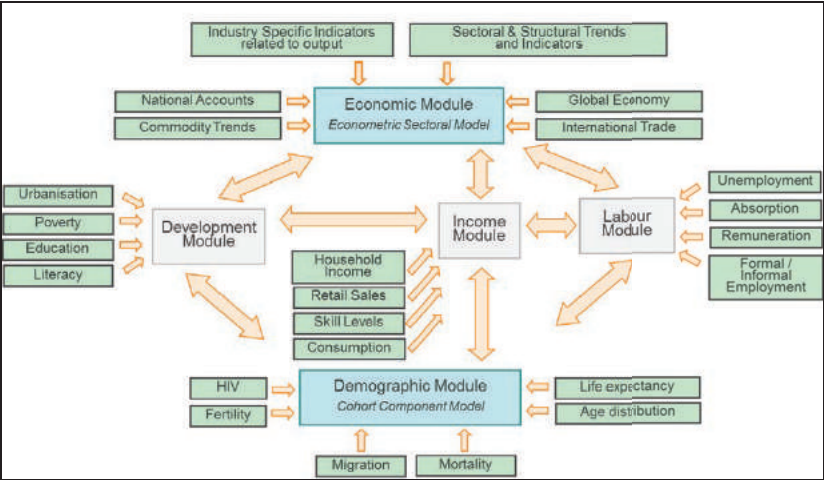 Industry Specific Indicators
related to output
Sectoral & Structural Trends
and Indicators
National Accounts
Commodity Trends
Economic Module
Econometric Sectoral Model
Global Economy
International Trade
Urbanisation
Poverty
Education
Literacy
Development
Module
Income
Module
Labour
Module
Unemployment
Absorption
Remuneration
Formal /
Informal
Employment
Household
Income
Retail Sales
Skill Levels
Consumption
HIV
Fertility
Demographic Module
Cohort Component Model
Life expectancy
Age distribution
Migration
Mortality